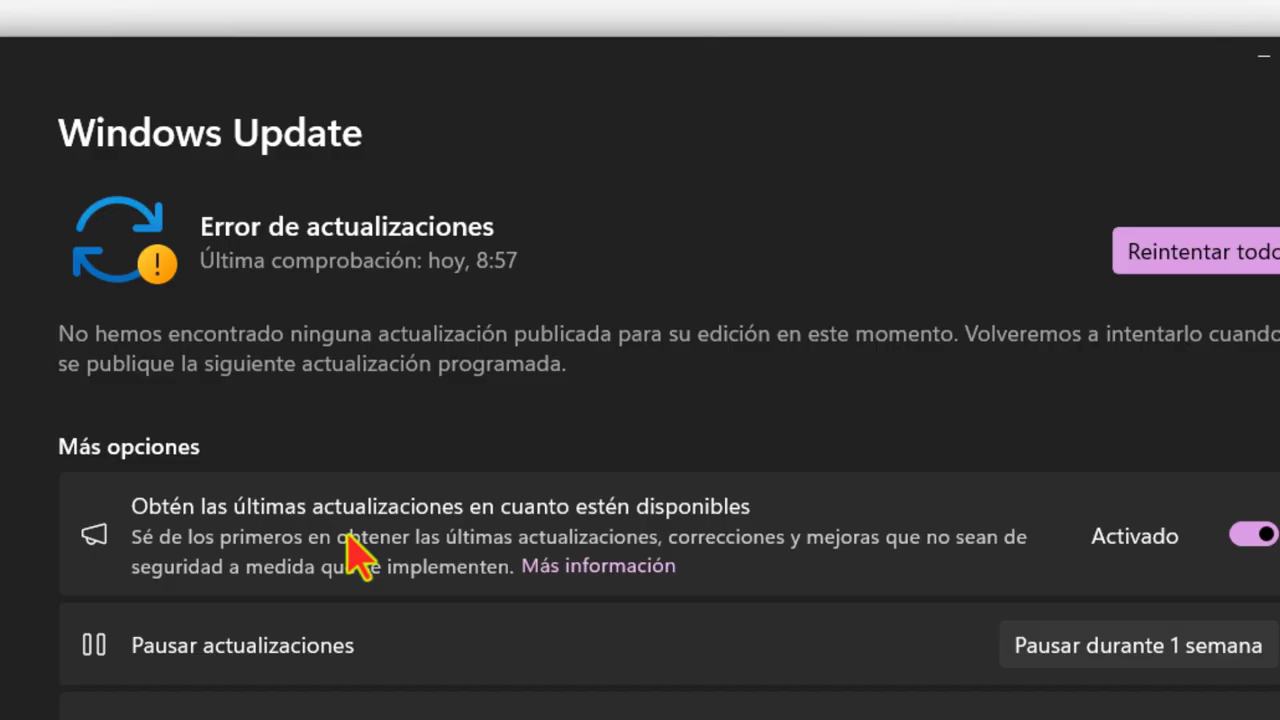 Windows Update
Error de actualizaciones
Última comprobación: hoy, 8:57
Reintentar todo
No hemos encontrado ninguna actualización publicada para su edición en este momento. Volveremos a intentarlo cuando
se publique la siguiente actualización programada.
Más opciones
Obtén las últimas actualizaciones en cuanto estén disponibles
Sé de los primeros en obtener las últimas actualizaciones, correcciones y mejoras que no sean de
seguridad a medida que se implementen. Más información
Activado
Pausar actualizaciones
Pausar durante 1 semana